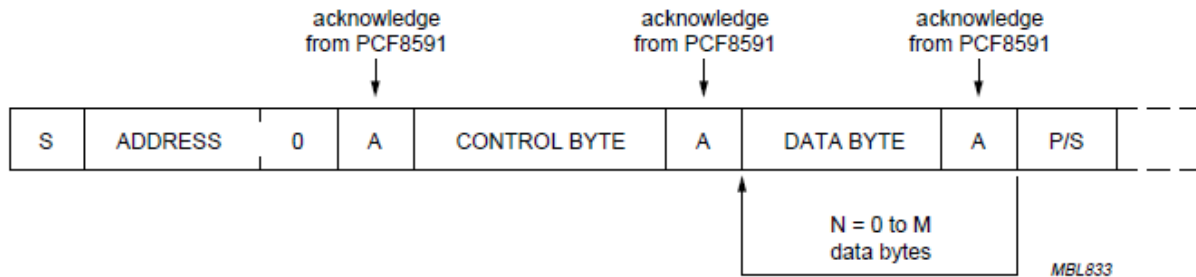 acknowledge
from PCF8591
acknowledge
from PCF8591
acknowledge
from PCF8591
S ADDRESS 0 A CONTROL BYTE A DATA BYTE A P/S
N = 0 to M
data bytes
MBL833